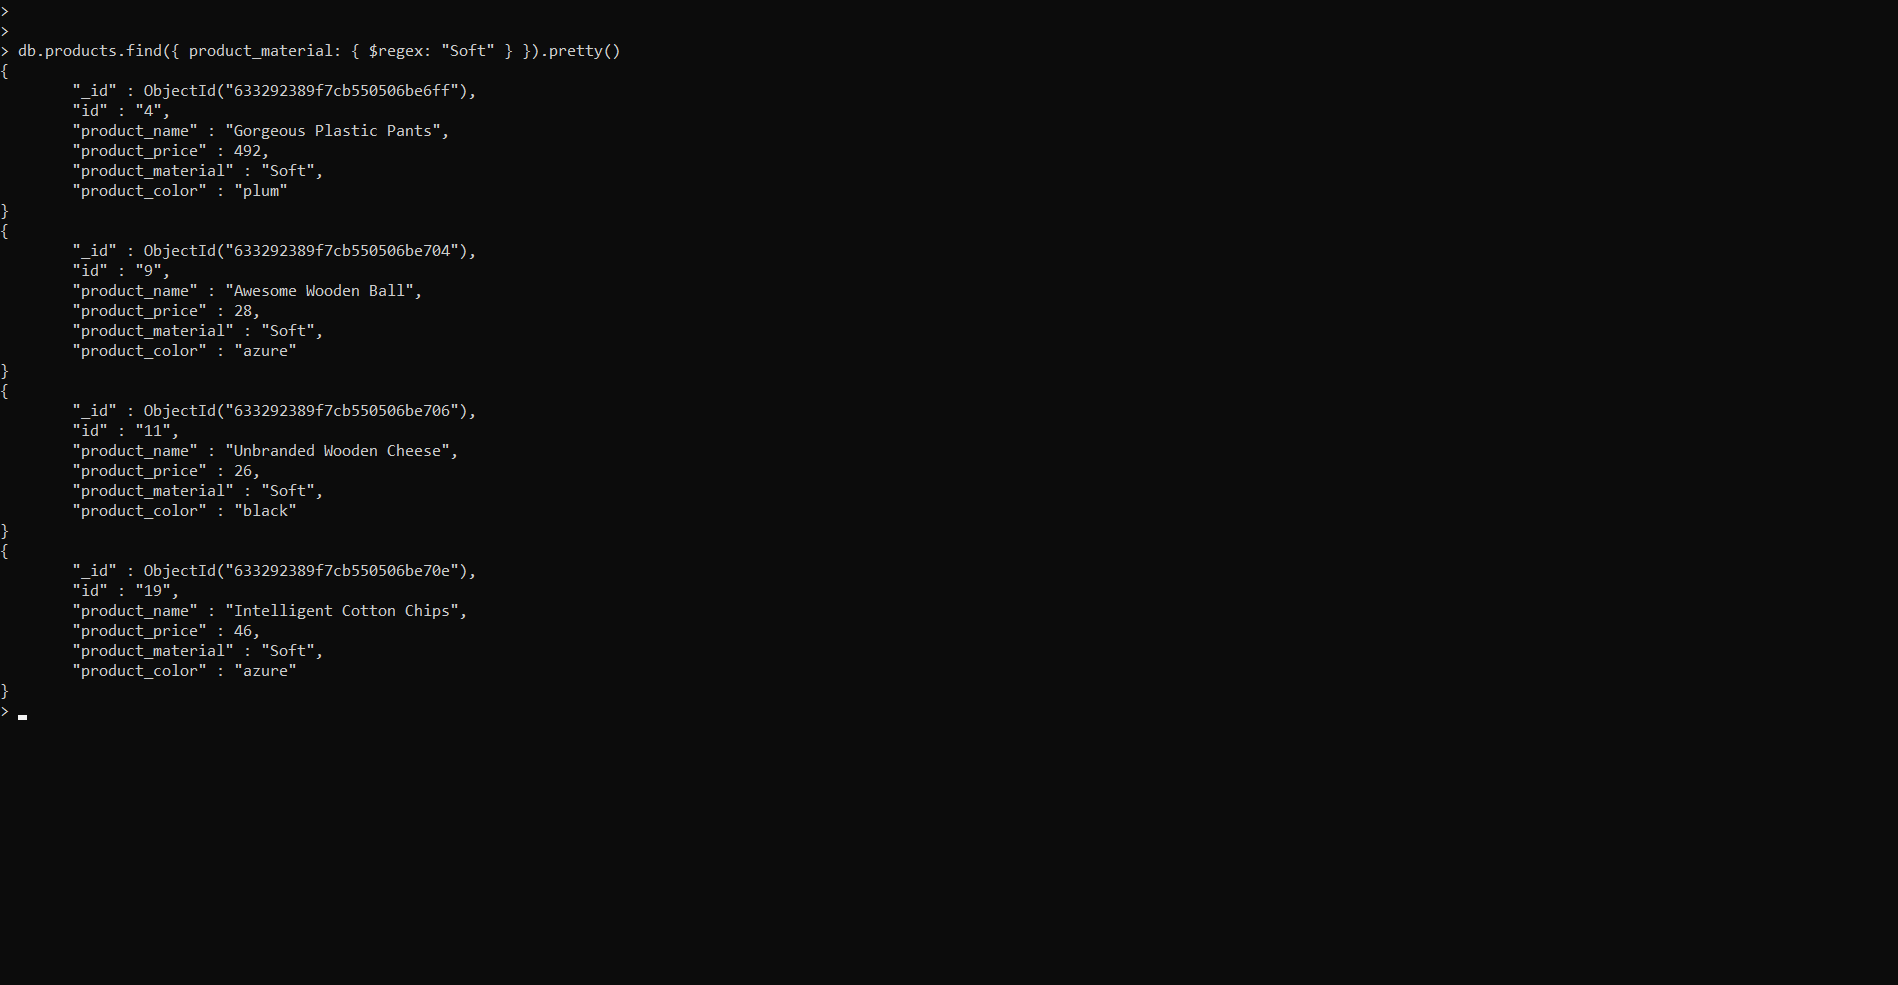 >
>
> db.products.find({ product_material: { $regex: "Soft" } }).pretty()
{
        "_id" : ObjectId("633292389f7cb550506be6ff"),
        "id" : "4",
        "product_name" : "Gorgeous Plastic Pants",
        "product_price" : 492,
        "product_material" : "Soft",
        "product_color" : "plum"
}
{
        "_id" : ObjectId("633292389f7cb550506be704"),
        "id" : "9",
        "product_name" : "Awesome Wooden Ball",
        "product_price" : 28,
        "product_material" : "Soft",
        "product_color" : "azure"
}
{
        "_id" : ObjectId("633292389f7cb550506be706"),
        "id" : "11",
        "product_name" : "Unbranded Wooden Cheese",
        "product_price" : 26,
        "product_material" : "Soft",
        "product_color" : "black"
}
{
        "_id" : ObjectId("633292389f7cb550506be70e"),
        "id" : "19",
        "product_name" : "Intelligent Cotton Chips",
        "product_price" : 46,
        "product_material" : "Soft",
        "product_color" : "azure"
}
>